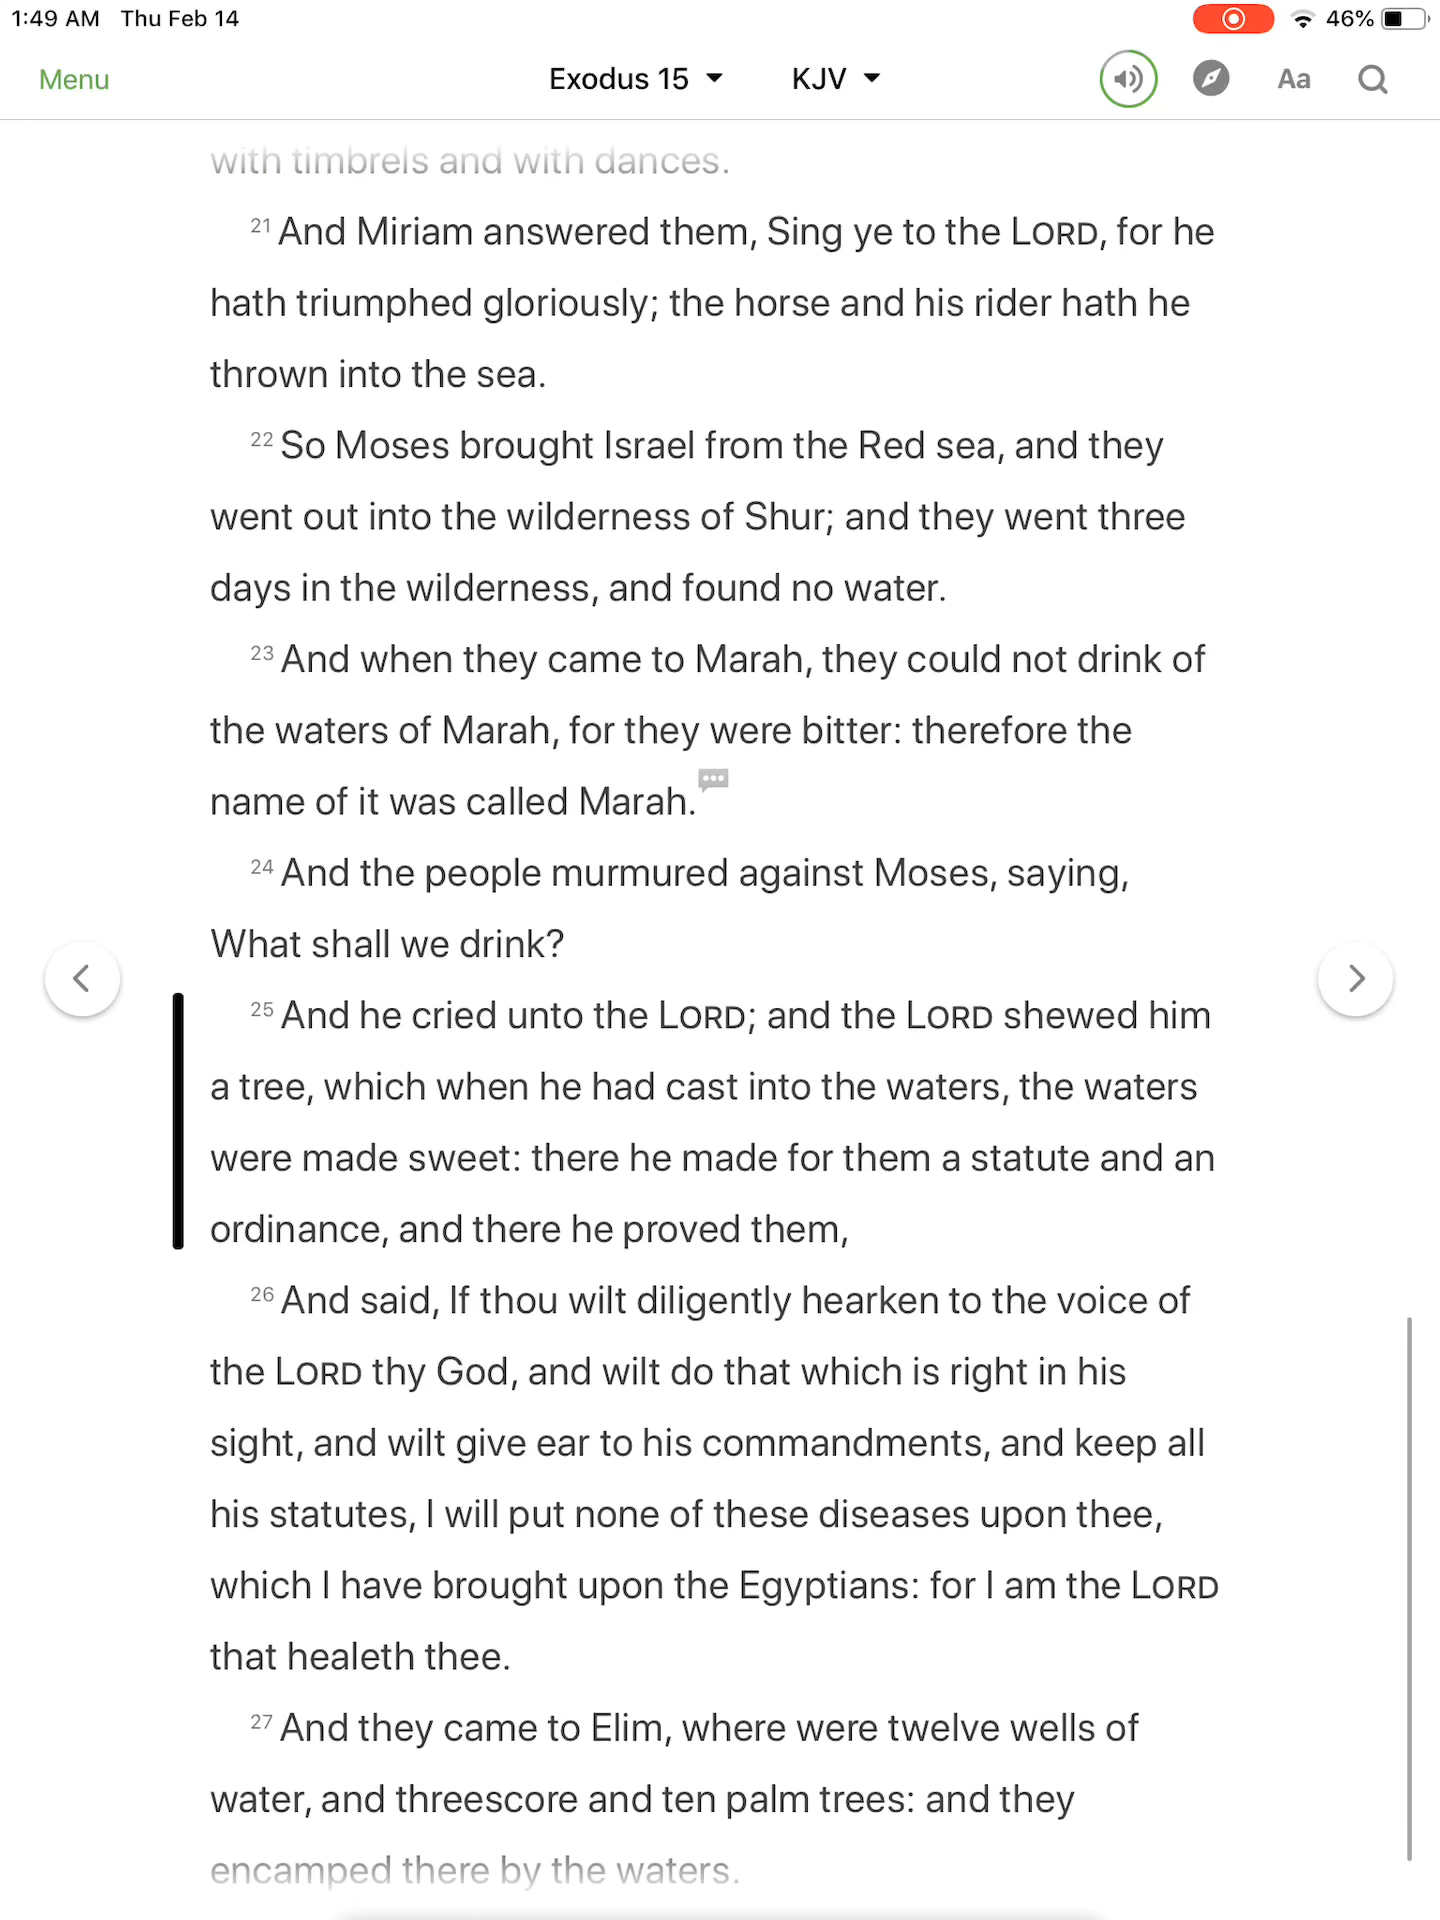 1:49 AM Thu Feb 14 46%
Menu Exodus 15 KJV Aa
with timbrels and with dances.
21 And Miriam answered them, Sing ye to the LORD, for he
hath triumphed gloriously; the horse and his rider hath he
thrown into the sea.
22 So Moses brought Israel from the Red sea, and they
went out into the wilderness of Shur; and they went three
days in the wilderness, and found no water.
23 And when they came to Marah, they could not drink of
the waters of Marah, for they were bitter: therefore the
name of it was called Marah.
24 And the people murmured against Moses, saying,
What shall we drink?
25 And he cried unto the LORD; and the LORD shewed him
a tree, which when he had cast into the waters, the waters
were made sweet: there he made for them a statute and an
ordinance, and there he proved them,
26 And said, If thou wilt diligently hearken to the voice of
the LORD thy God, and wilt do that which is right in his
sight, and wilt give ear to his commandments, and keep all
his statutes, I will put none of these diseases upon thee,
which I have brought upon the Egyptians: for I am the LORD
that healeth thee.
27 And they came to Elim, where were twelve wells of
water, and threescore and ten palm trees: and they
encamped there by the waters.